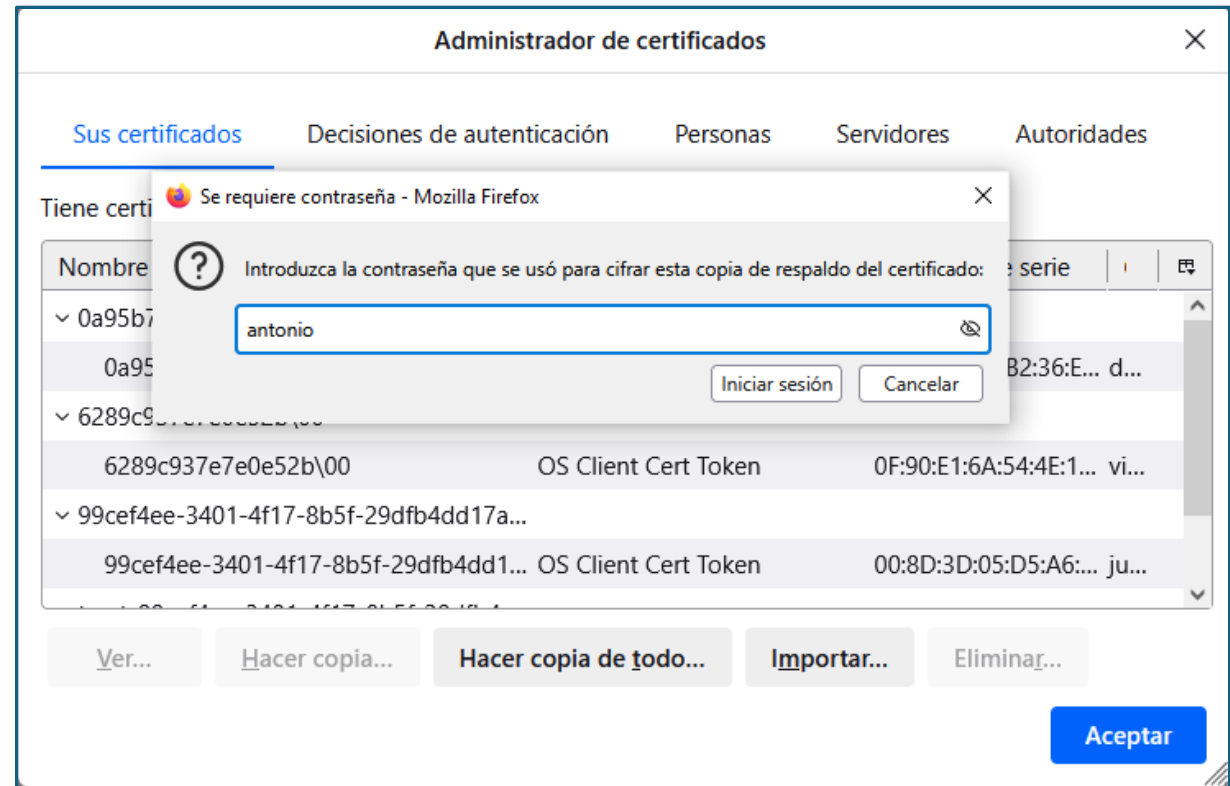 Administrador de certificados
Sus certificados Decisiones de autenticación Personas Servidores Autoridades
Tiene certi
Se requiere contraseña - Mozilla Firefox
Introduzca la contraseña que se usó para cifrar esta copia de respaldo del certificado:
antonio
Iniciar sesión Cancelar
Nombre serie
0a95b7
0a95 B2:36:E... d...
6289c937e7e0e52b\00
6289c937e7e0e52b\00 OS Client Cert Token 0F:90:E1:6A:54:4E:1... vi...
99cef4ee-3401-4f17-8b5f-29dfb4dd17a...
99cef4ee-3401-4f17-8b5f-29dfb4dd1... OS Client Cert Token 00:8D:3D:05:D5:A6:... ju...
Ver... Hacer copia... Hacer copia de todo... Importar... Eliminar...
Aceptar